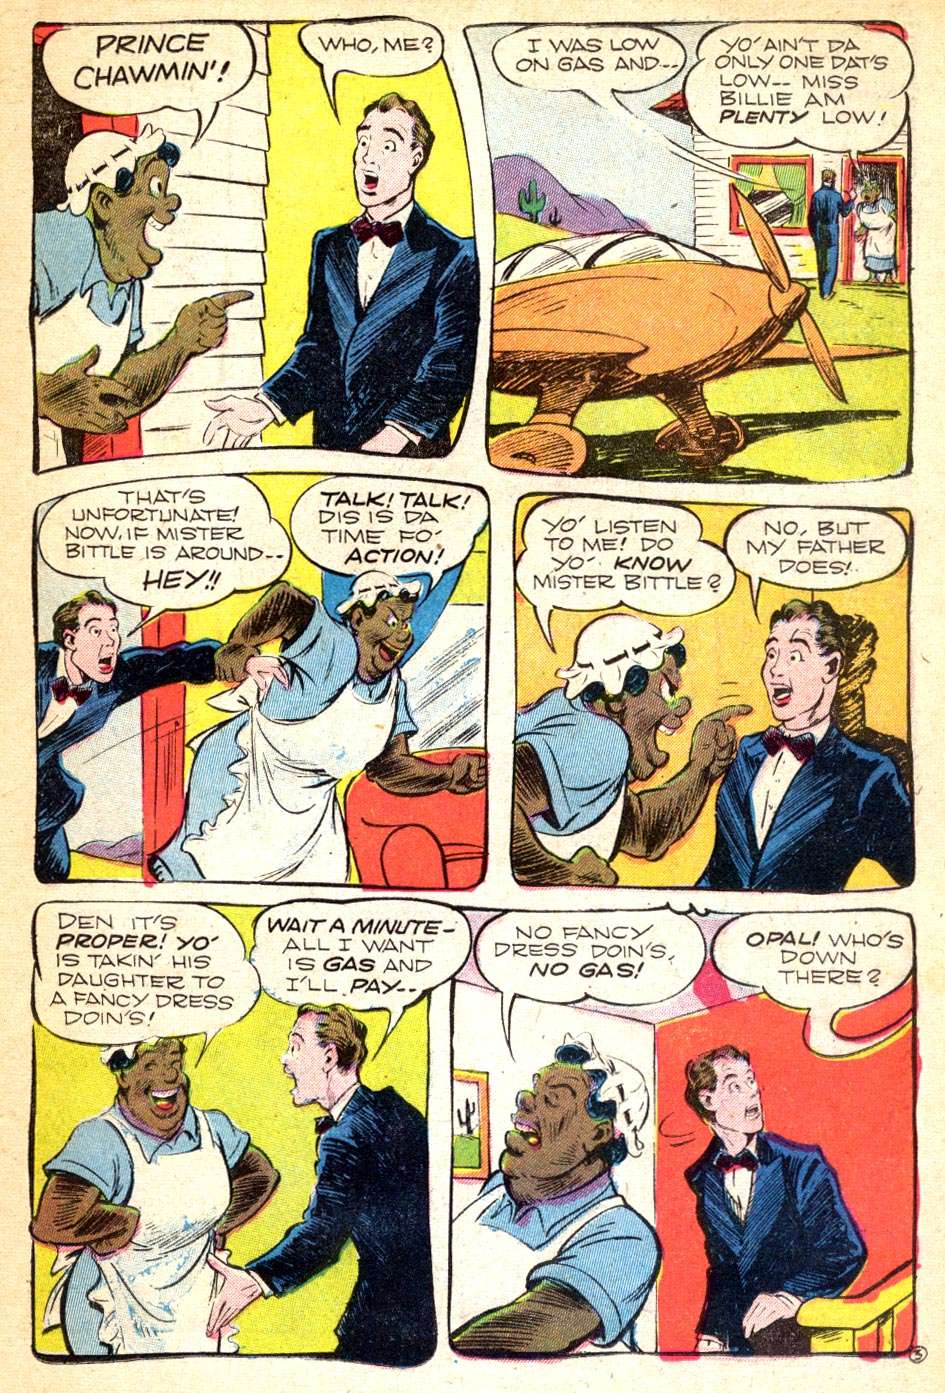 PRINCE
CHAWMIN'!
WHO, ME?
I WAS LOW
ON GAS AND--
YO' AIN'T DA
ONLY ONE DAT'S
LOW-- MISS
BILLIE AM
PLENTY LOW!
THAT'S
UNFORTUNATE!
NOW, IF MISTER
BITTLE IS AROUND--
HEY!!
TALK! TALK!
DIS IS DA
TIME FO'
ACTION!
YO' LISTEN
TO ME! DO
YO' KNOW
MISTER BITTLE?
NO, BUT
MY FATHER
DOES!
DEN IT'S
PROPER! YO'
IS TAKIN' HIS
DAUGHTER TO
A FANCY DRESS
DOIN'S!
WAIT A MINUTE-
ALL I WANT
IS GAS AND
I'LL PAY--
NO FANCY
DRESS DOIN'S,
NO GAS!
OPAL! WHO'S
DOWN
THERE?
3